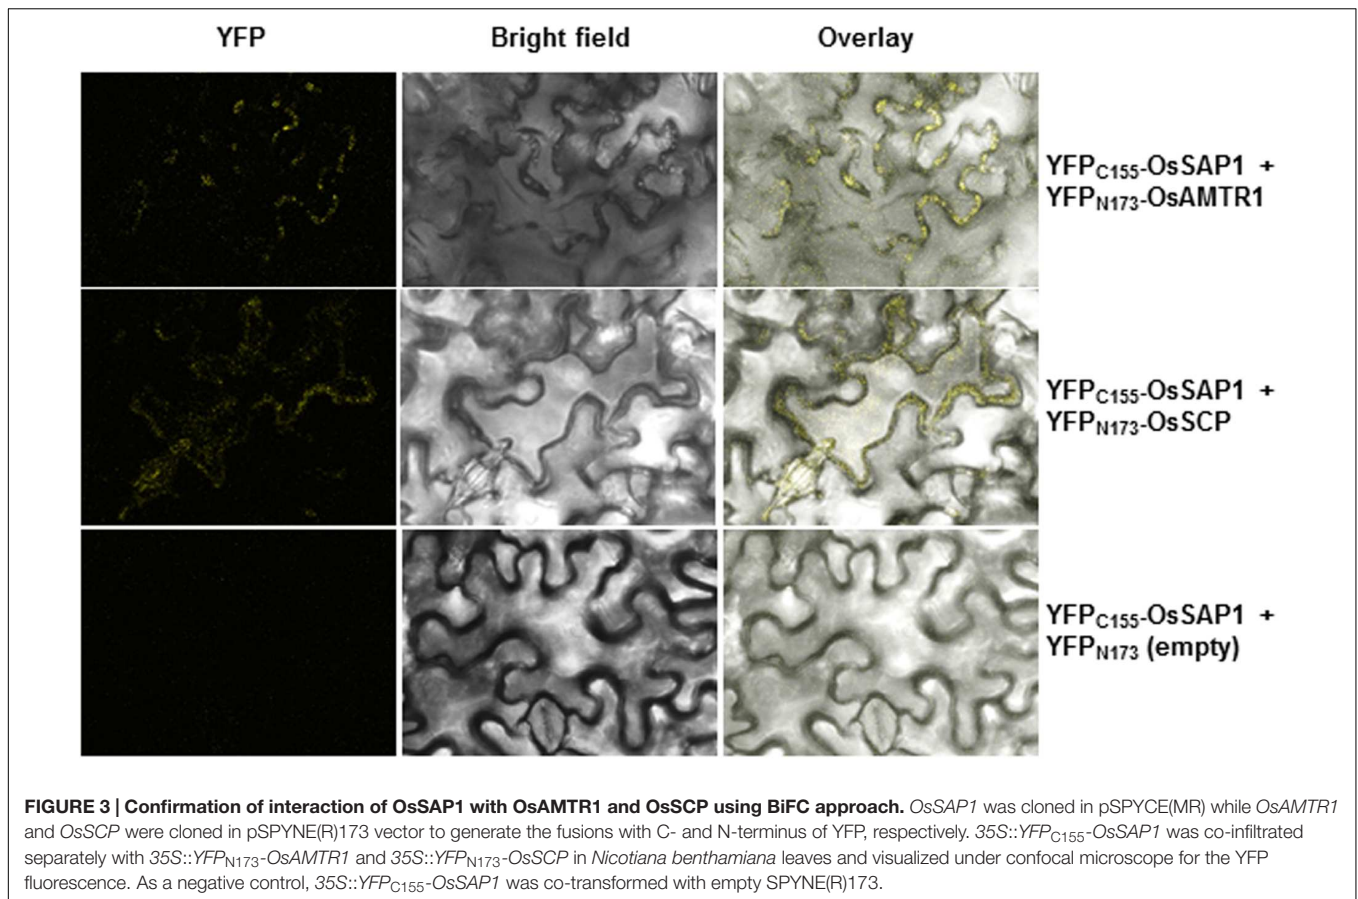 YFP Bright field Overlay
YFPC155-OsSAP1 +
YFPN173-OsAMTR1
YFPC155-OsSAP1 +
YFPN173-OsSCP
YFPC155-OsSAP1 +
YFPN173 (empty)
FIGURE 3 | Confirmation of interaction of OsSAP1 with OsAMTR1 and OsSCP using BiFC approach. OsSAP1 was cloned in pSPYCE(MR) while OsAMTR1
and OsSCP were cloned in pSPYNE(R)173 vector to generate the fusions with C- and N-terminus of YFP, respectively. 35S::YFPC155-OsSAP1 was co-infiltrated
separately with 35S::YFPN173-OsAMTR1 and 35S::YFPN173-OsSCP in Nicotiana benthamiana leaves and visualized under confocal microscope for the YFP
fluorescence. As a negative control, 35S::YFPC155-OsSAP1 was co-transformed with empty SPYNE(R)173.